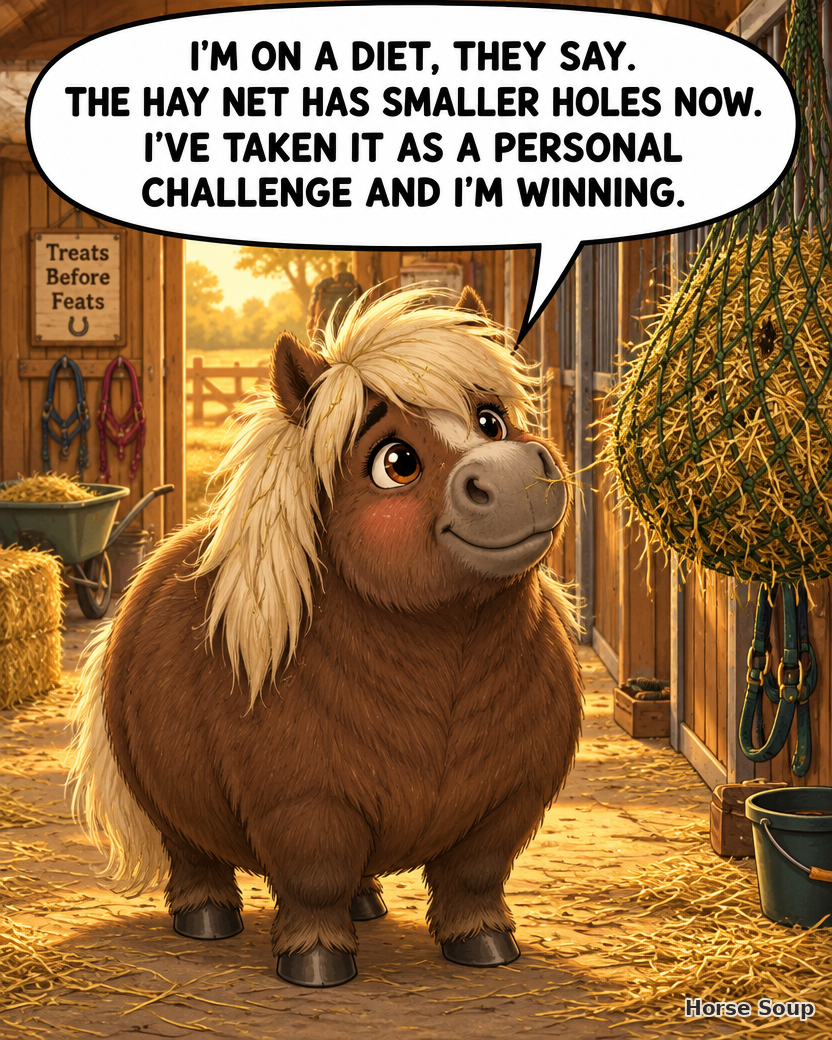 I'M ON A DIET, THEY SAY.
THE HAY NET HAS SMALLER HOLES NOW.
I'VE TAKEN IT AS A PERSONAL
CHALLENGE AND I'M WINNING.
Treats
Before
Feats
Horse Soup